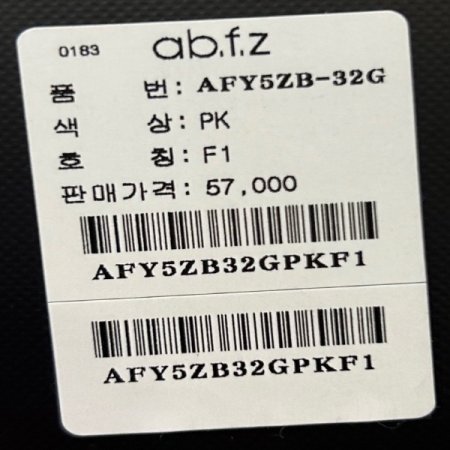 0183 ab.f.z
품 번: AFY5ZB-32G
색 상: PK
호 칭: F1
판매가격: 57,000
AFY5ZB32GPKF1
AFY5ZB32GPKF1